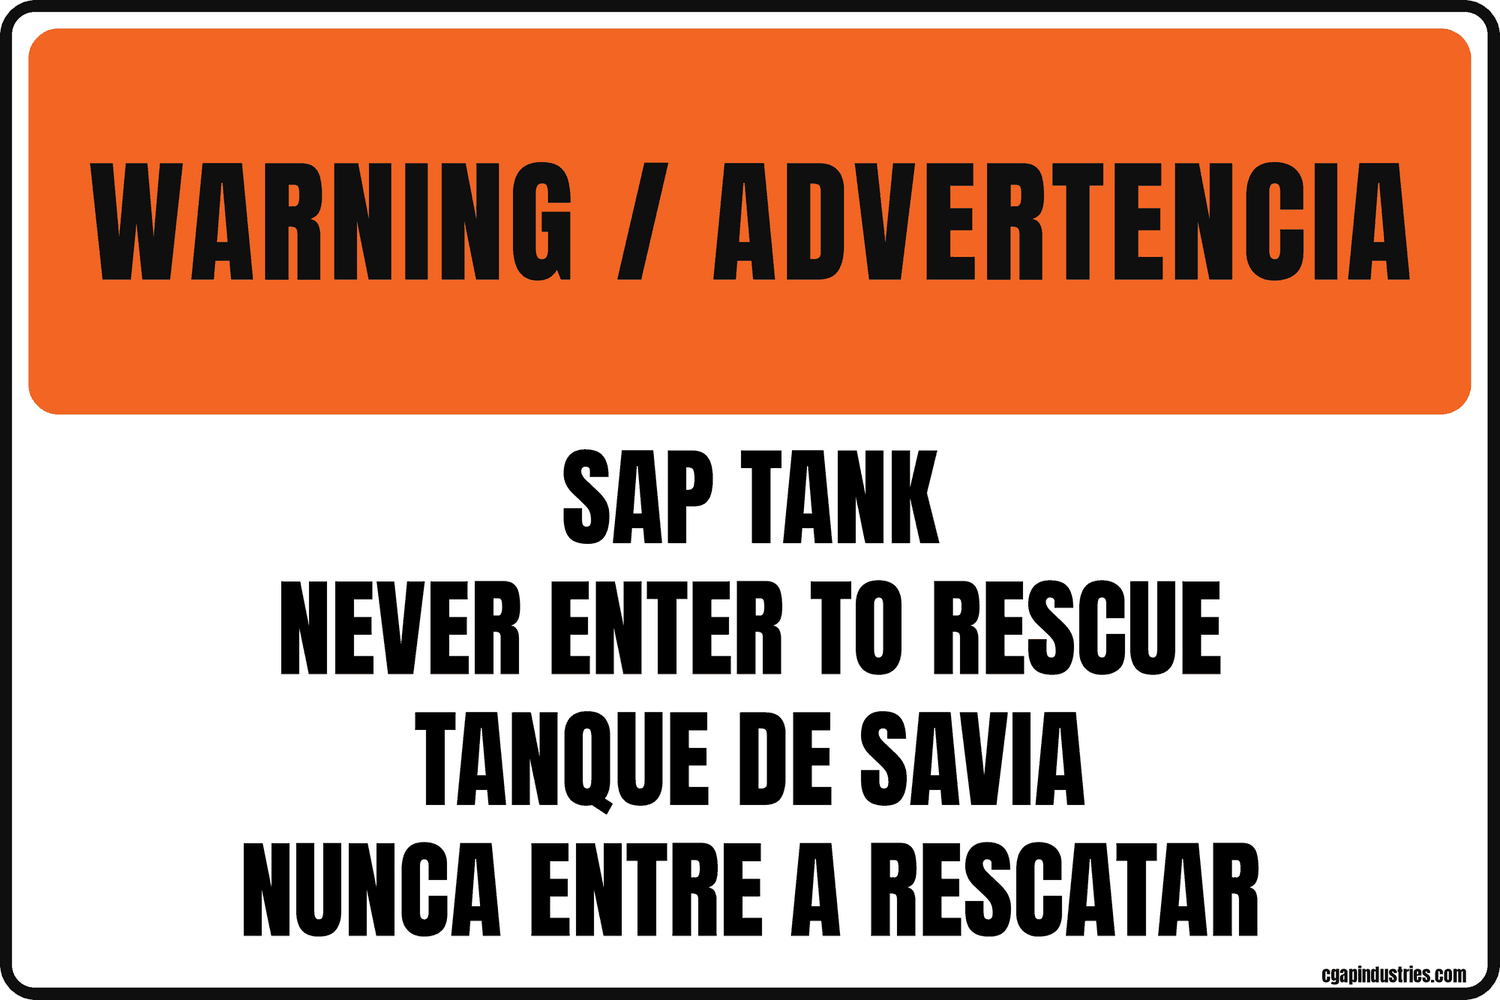 WARNING / ADVERTENCIA
SAP TANK
NEVER ENTER TO RESCUE
TANQUE DE SAVIA
NUNCA ENTRE A RESCATAR
cgapindustries.com